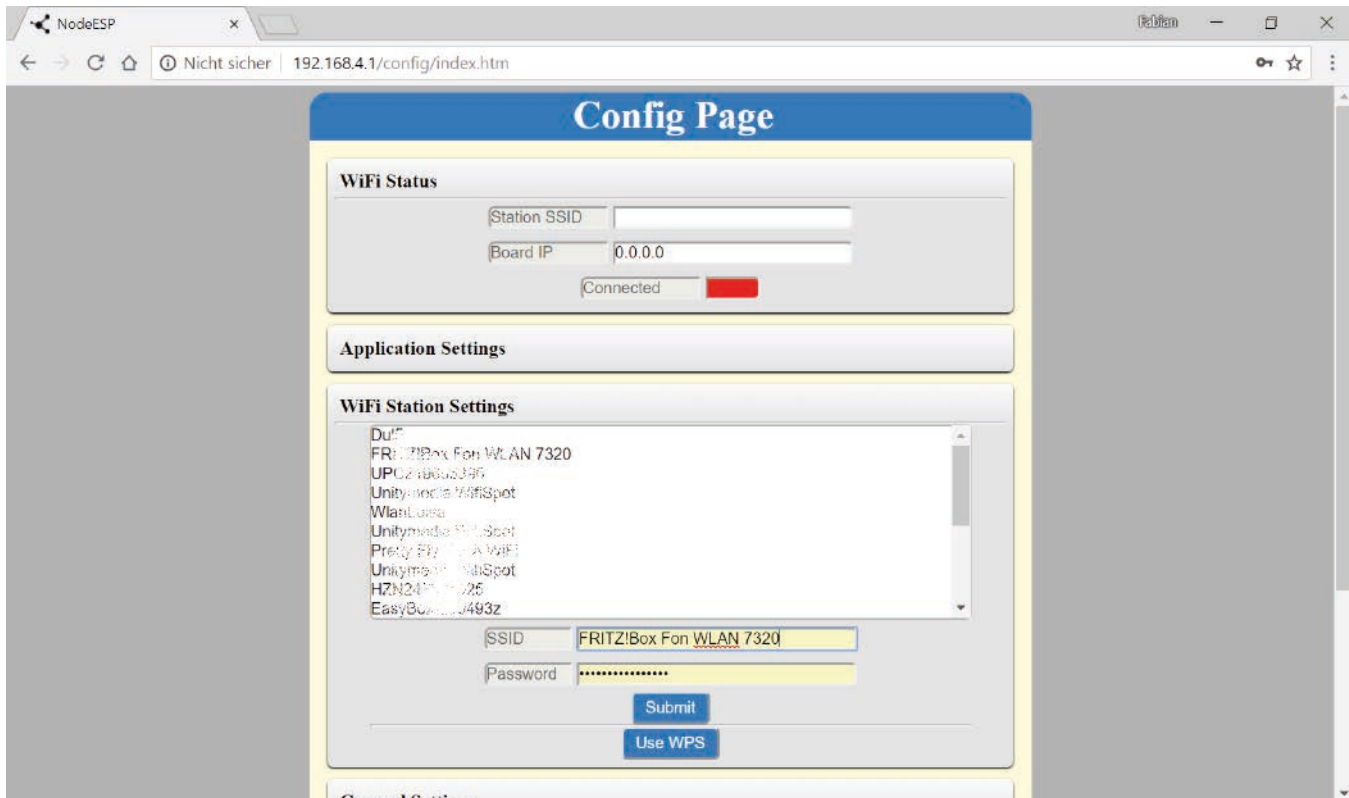 NodeESP
Fabian
Nicht sicher 192.168.4.1/config/index.htm
Config Page
WiFi Status
Station SSID
Board IP 0.0.0.0
Connected
Application Settings
WiFi Station Settings
Fon WLAN 7320
WifiSpot
EasyBox
SSID FRITZ!Box Fon WLAN 7320
Password ••••••••••••••••
Submit
Use WPS